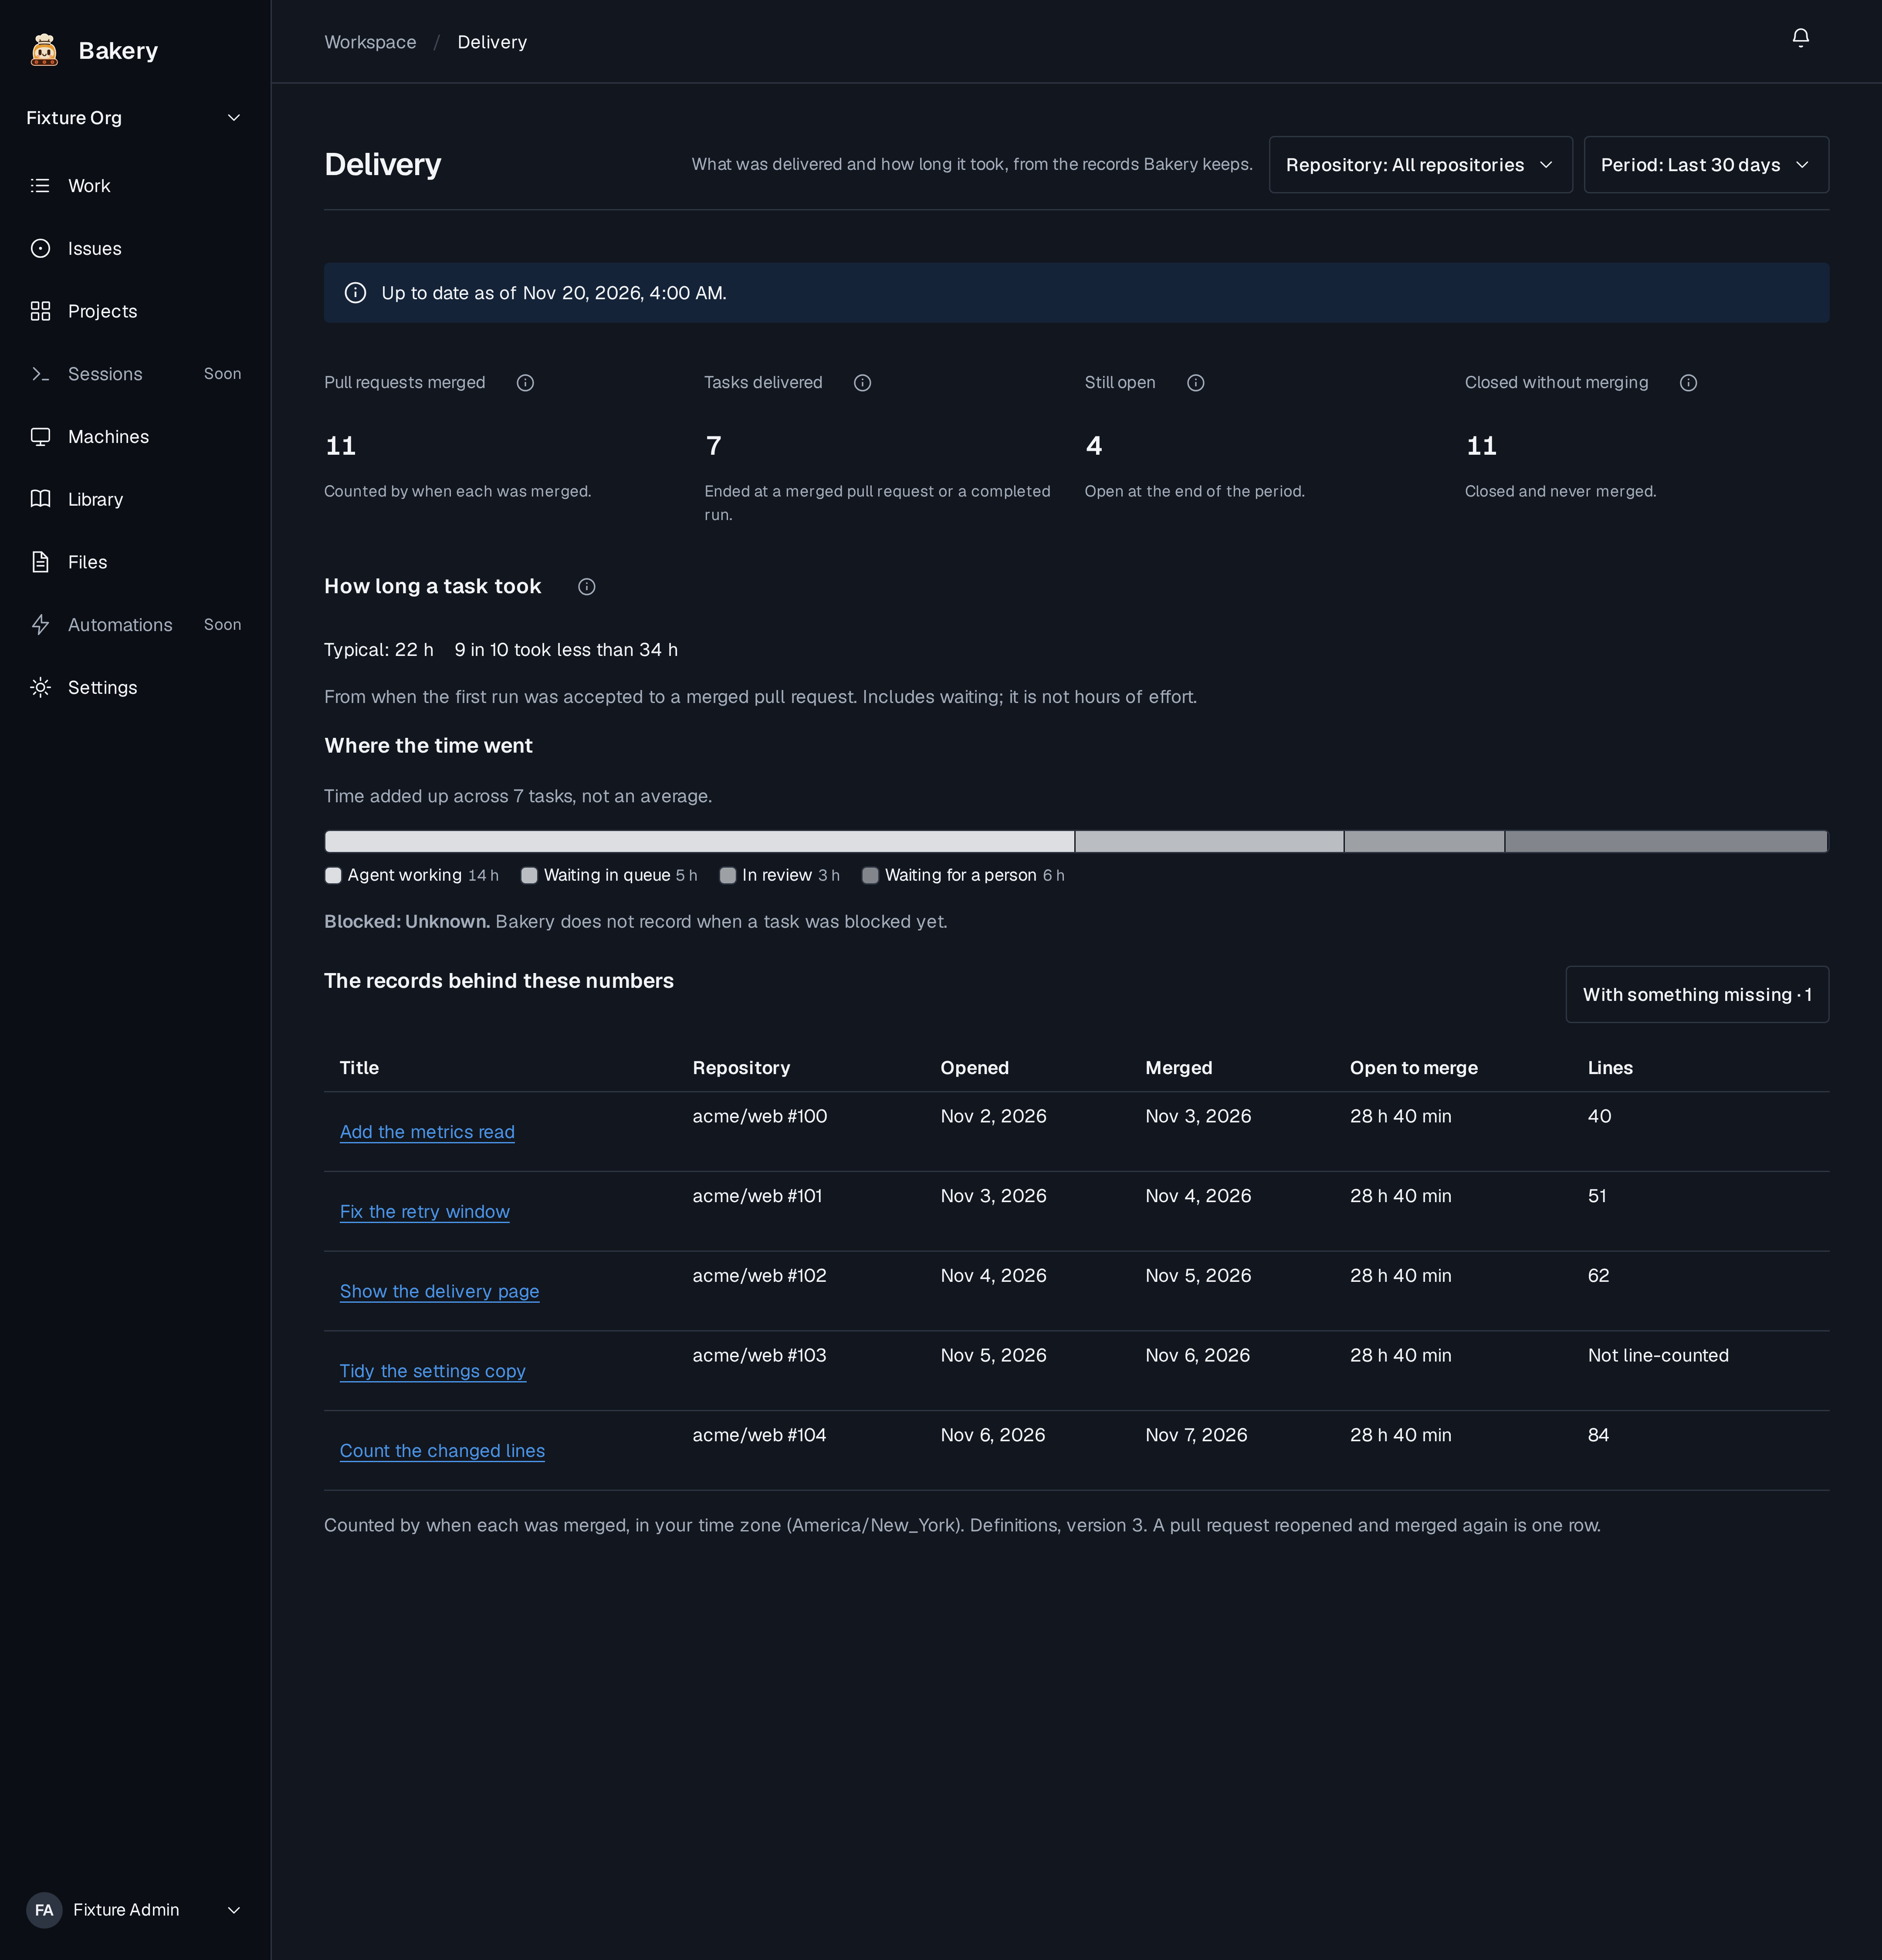 Bakery
Fixture Org
Work
Issues
Projects
Sessions Soon
Machines
Library
Files
Automations Soon
Settings
FA Fixture Admin
Workspace / Delivery
Delivery
What was delivered and how long it took, from the records Bakery keeps.
Repository: All repositories
Period: Last 30 days
Up to date as of Nov 20, 2026, 4:00 AM.
Pull requests merged
11
Counted by when each was merged.
Tasks delivered
7
Ended at a merged pull request or a completed
run.
Still open
4
Open at the end of the period.
Closed without merging
11
Closed and never merged.
How long a task took
Typical: 22 h 9 in 10 took less than 34 h
From when the first run was accepted to a merged pull request. Includes waiting; it is not hours of effort.
Where the time went
Time added up across 7 tasks, not an average.
Agent working 14 h Waiting in queue 5 h In review 3 h Waiting for a person 6 h
Blocked: Unknown. Bakery does not record when a task was blocked yet.
The records behind these numbers
With something missing · 1
Title Repository Opened Merged Open to merge Lines
Add the metrics read acme/web #100 Nov 2, 2026 Nov 3, 2026 28 h 40 min 40
Fix the retry window acme/web #101 Nov 3, 2026 Nov 4, 2026 28 h 40 min 51
Show the delivery page acme/web #102 Nov 4, 2026 Nov 5, 2026 28 h 40 min 62
Tidy the settings copy acme/web #103 Nov 5, 2026 Nov 6, 2026 28 h 40 min Not line-counted
Count the changed lines acme/web #104 Nov 6, 2026 Nov 7, 2026 28 h 40 min 84
Counted by when each was merged, in your time zone (America/New_York). Definitions, version 3. A pull request reopened and merged again is one row.